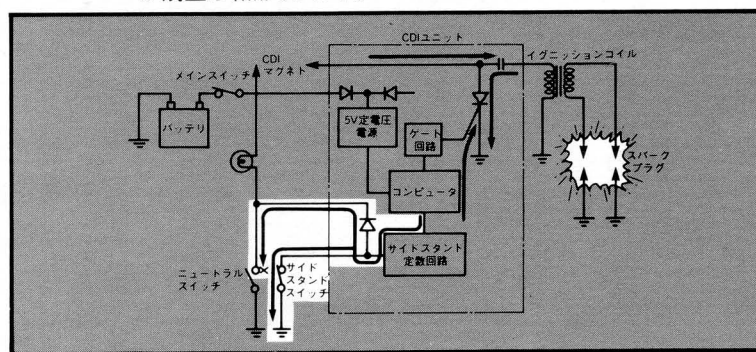 CDIユニット
イグニッションコイル
CDI
マグネト
メインスイッチ
バッテリ
5V定電圧
電源
ゲート
回路
スパーク
プラグ
コンピュータ
サイドスタント
定数回路
ニュートラル
スイッチ
サイド
スタンド
スイッチ